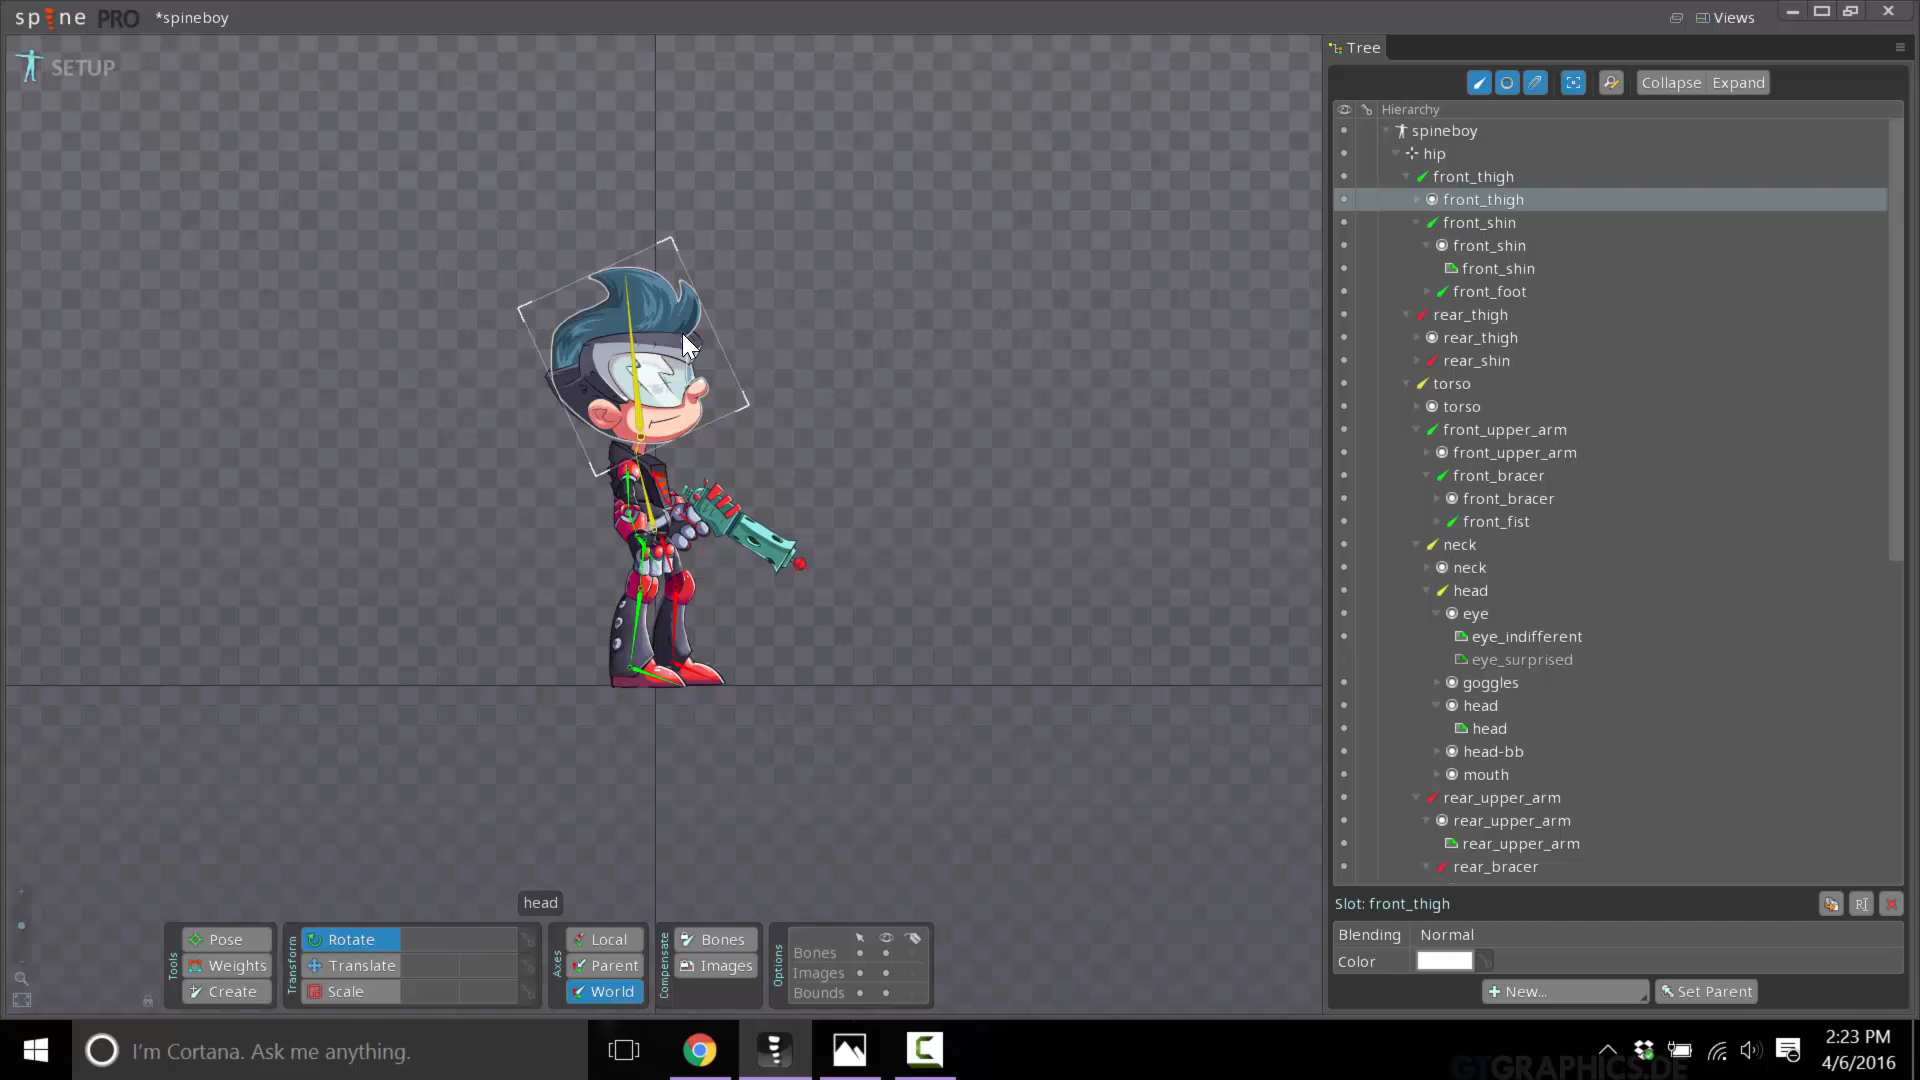 spine PRO *spineboy
Views
SETUP
Tree
Collapse Expand
Hierarchy
spineboy
hip
front_thigh
front_thigh
front_shin
front_shin
front_shin
front_foot
rear_thigh
rear_thigh
rear_shin
torso
torso
front_upper_arm
front_upper_arm
front_bracer
front_bracer
front_fist
neck
neck
head
eye
eye_indifferent
eye_surprised
goggles
head
head
head-bb
mouth
rear_upper_arm
rear_upper_arm
rear_upper_arm
rear_bracer
Slot: front_thigh
Blending Normal
Color
New...
Set Parent
head
Tools
Pose
Weights
Create
Transform
Rotate
Translate
Scale
Axes
Local
Parent
World
Compensate
Bones
Images
Options
Bones
Images
Bounds
I'm Cortana. Ask me anything.
2:23 PM
4/6/2016
GTGRAPHICS.DE